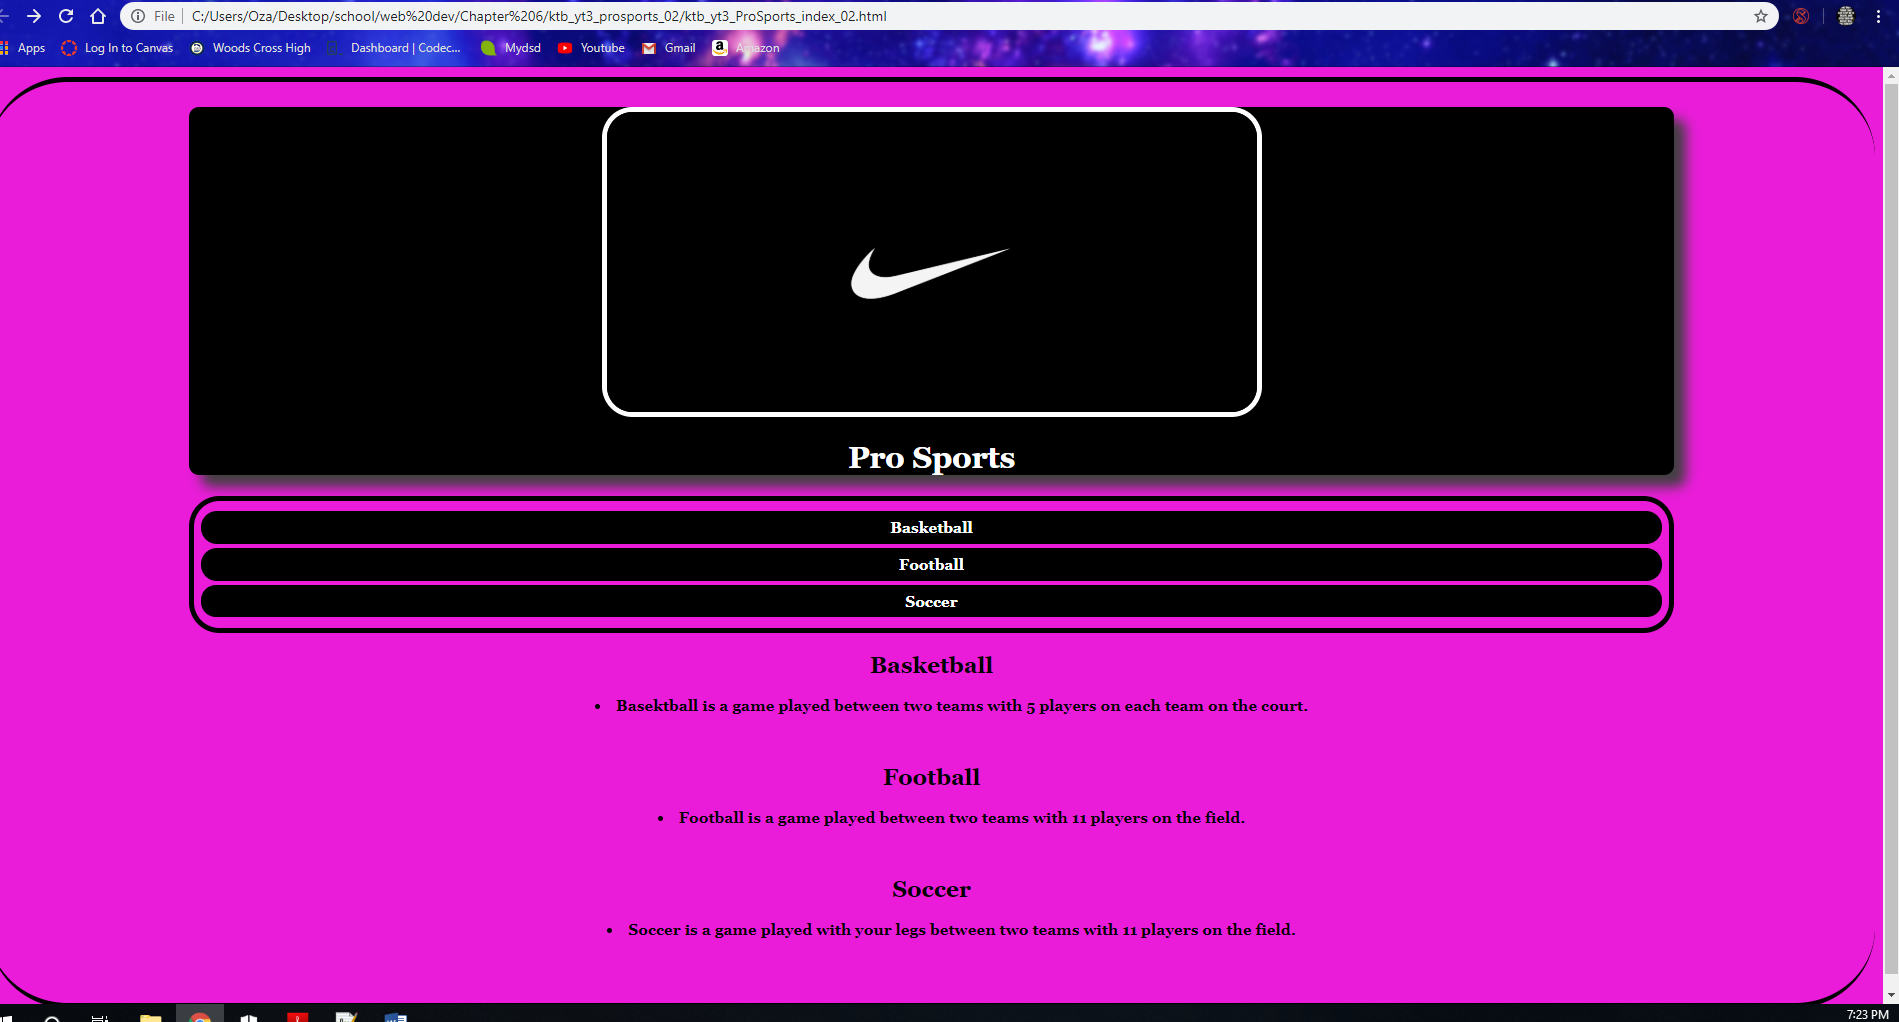 File C:/Users/Oza/Desktop/school/web%20dev/Chapter%206/ktb_yt3_prosports_02/ktb_yt3_ProSports_index_02.html
Apps Log In to Canvas Woods Cross High Dashboard | Codec... Mydsd Youtube Gmail Amazon
Pro Sports
Basketball
Football
Soccer
Basketball
• Basektball is a game played between two teams with 5 players on each team on the court.
Football
• Football is a game played between two teams with 11 players on the field.
Soccer
• Soccer is a game played with your legs between two teams with 11 players on the field.
7:23 PM